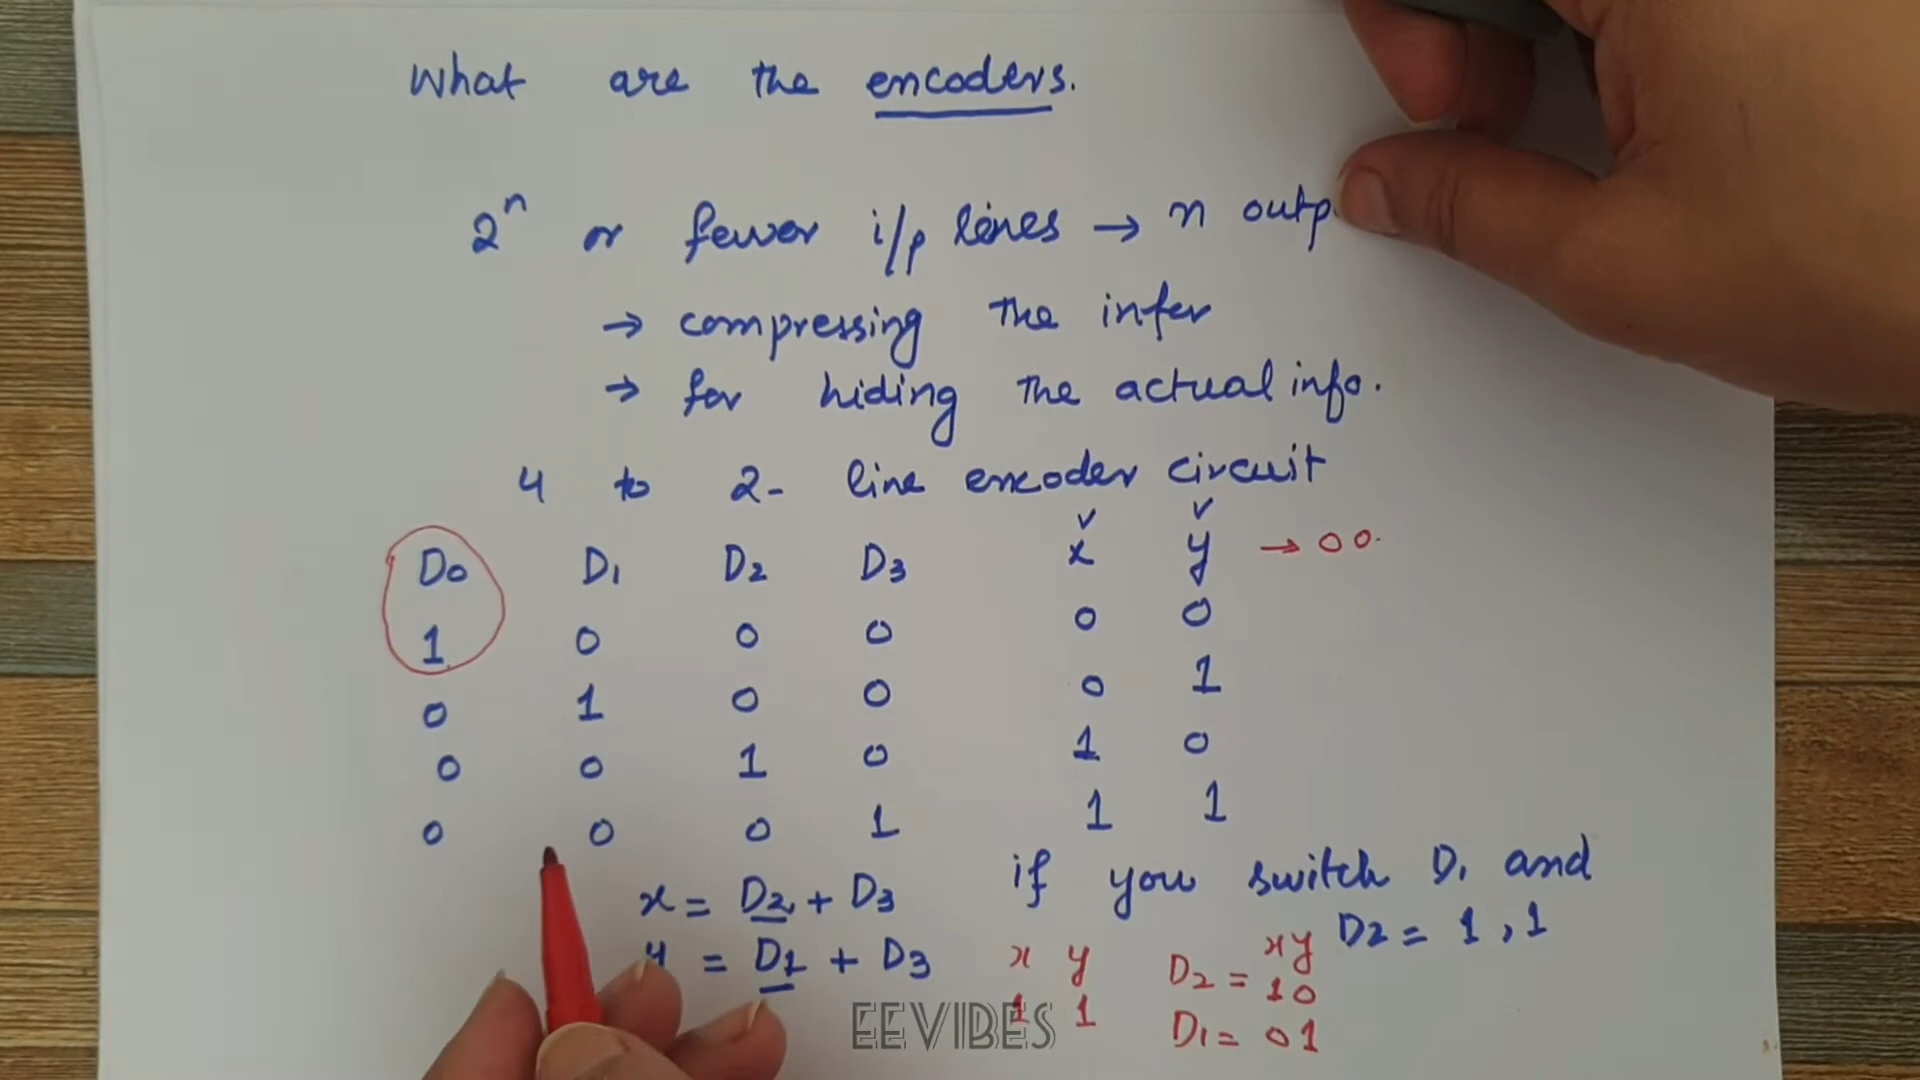 What are the encoders.
2ⁿ or fewer i/p lines → n outp
→ compressing the infor
→ for hiding the actual info.
4 to 2- line encoder circuit
D0 D1 D2 D3 x y → 00.
1 0 0 0 0 0
0 1 0 0 0 1
0 0 1 0 1 0
0 0 0 1 1 1
x = D2 + D3
y = D1 + D3
if you switch D1 and
D2 = 1, 1
x y
1 1
x y
D2 = 10
D1 = 01
EEVIBES